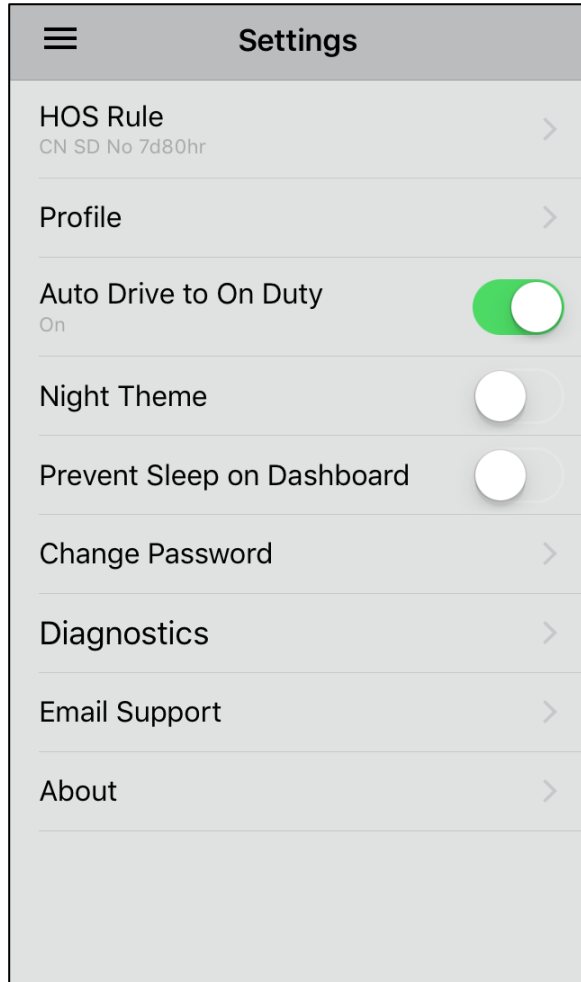 Settings
HOS Rule
CN SD No 7d80hr
Profile
Auto Drive to On Duty
On
Night Theme
Prevent Sleep on Dashboard
Change Password
Diagnostics
Email Support
About